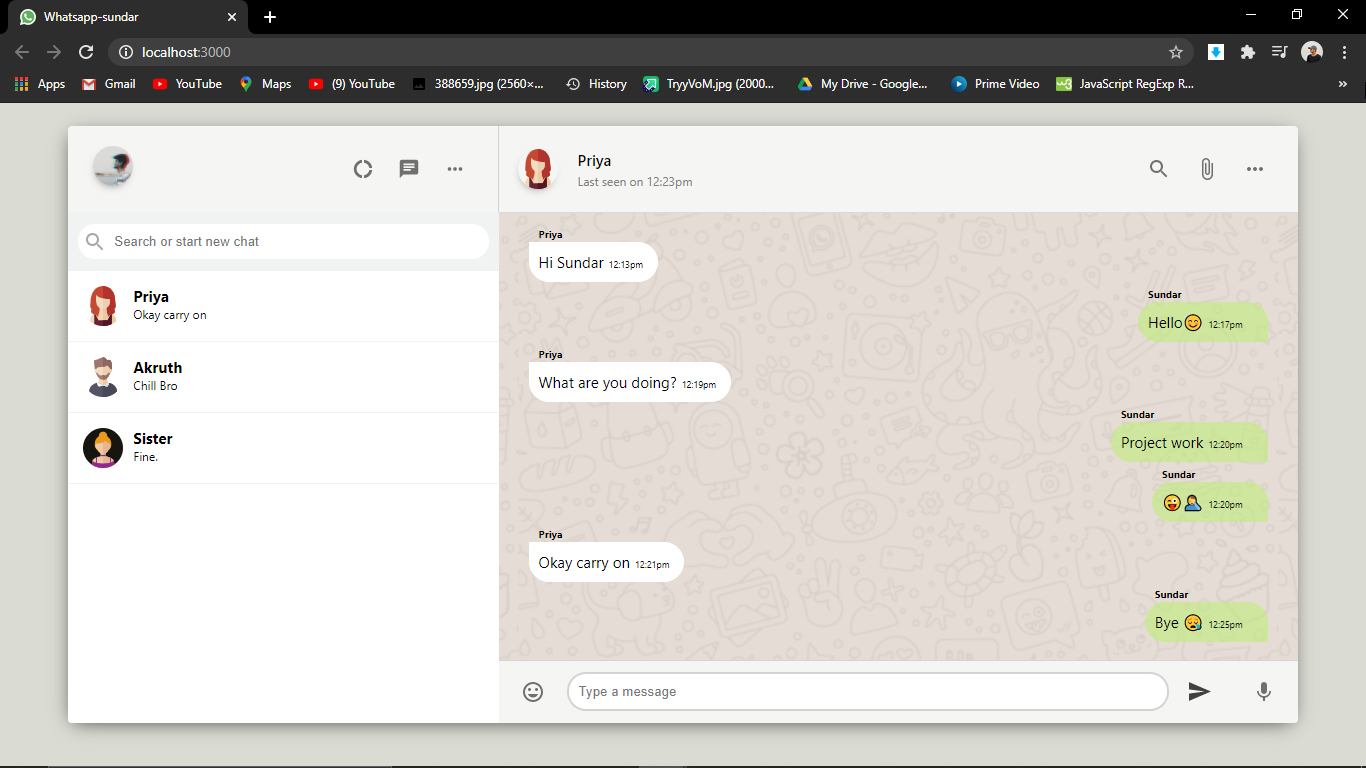 Whatsapp-sundar
localhost:3000
Apps Gmail YouTube Maps (9) YouTube 388659.jpg (2560×... History TryyVoM.jpg (2000... My Drive - Google... Prime Video JavaScript RegExp R... »
Priya
Last seen on 12:23pm
Search or start new chat
Priya
Okay carry on
Akruth
Chill Bro
Sister
Fine.
Priya
Hi Sundar 12:13pm
Sundar
Hello😊 12:17pm
Priya
What are you doing? 12:19pm
Sundar
Project work 12:20pm
Sundar
😜🤦‍♂️ 12:20pm
Priya
Okay carry on 12:21pm
Sundar
Bye 😪 12:25pm
Type a message